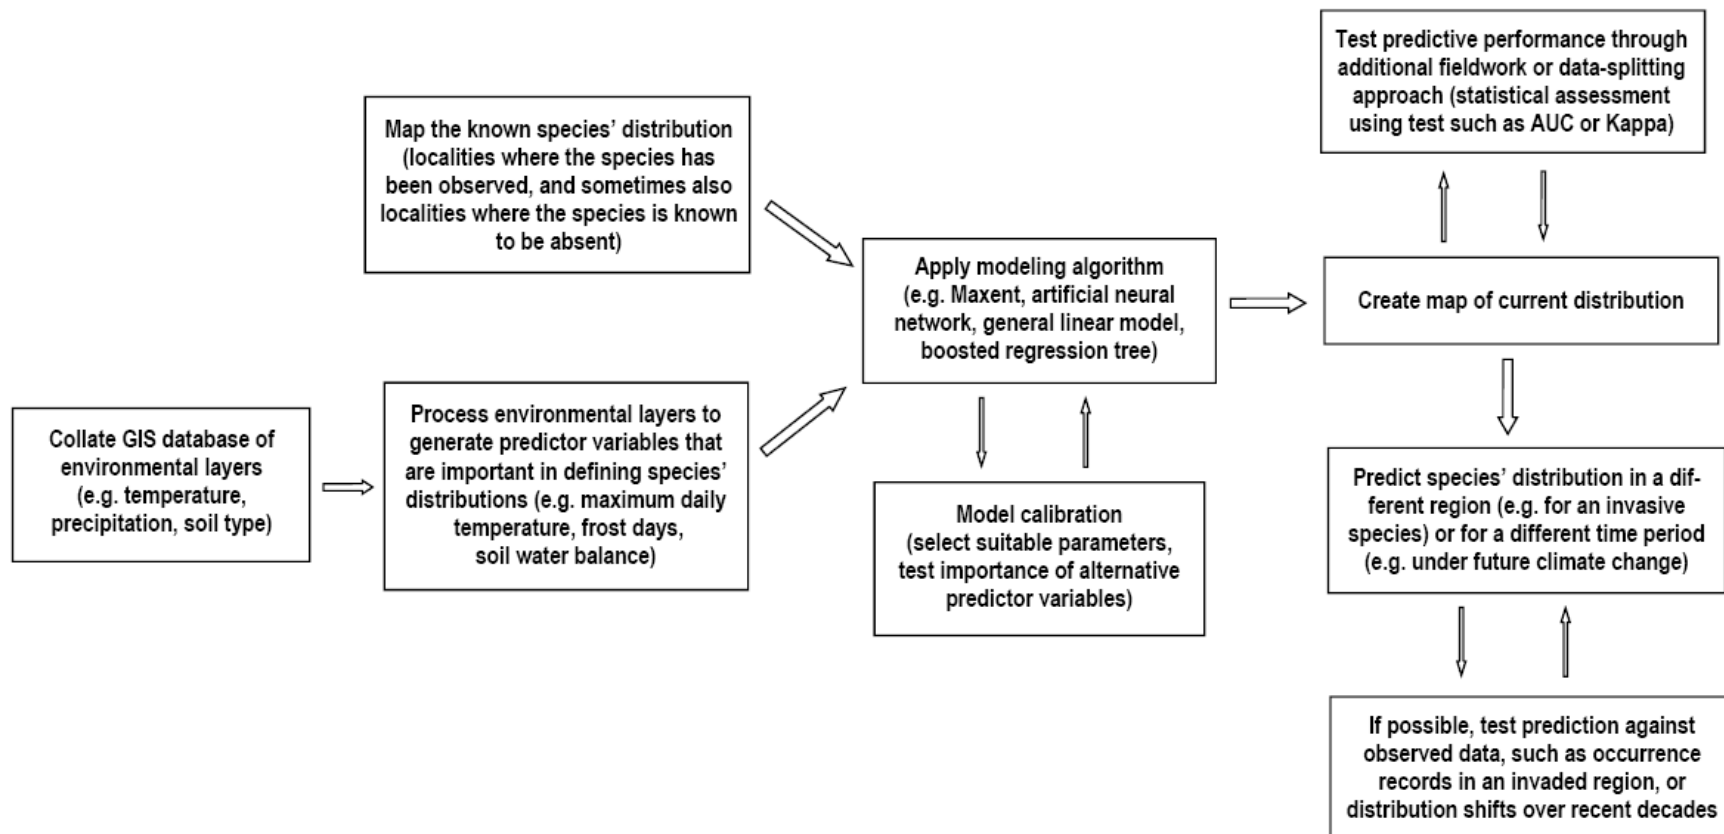 Map the known species’ distribution
(localities where the species has
been observed, and sometimes also
localities where the species is known
to be absent)
Collate GIS database of
environmental layers
(e.g. temperature,
precipitation, soil type)
Process environmental layers to
generate predictor variables that
are important in defining species’
distributions (e.g. maximum daily
temperature, frost days,
soil water balance)
Apply modeling algorithm
(e.g. Maxent, artificial neural
network, general linear model,
boosted regression tree)
Model calibration
(select suitable parameters,
test importance of alternative
predictor variables)
Test predictive performance through
additional fieldwork or data-splitting
approach (statistical assessment
using test such as AUC or Kappa)
Create map of current distribution
Predict species’ distribution in a dif-
ferent region (e.g. for an invasive
species) or for a different time period
(e.g. under future climate change)
If possible, test prediction against
observed data, such as occurrence
records in an invaded region, or
distribution shifts over recent decades